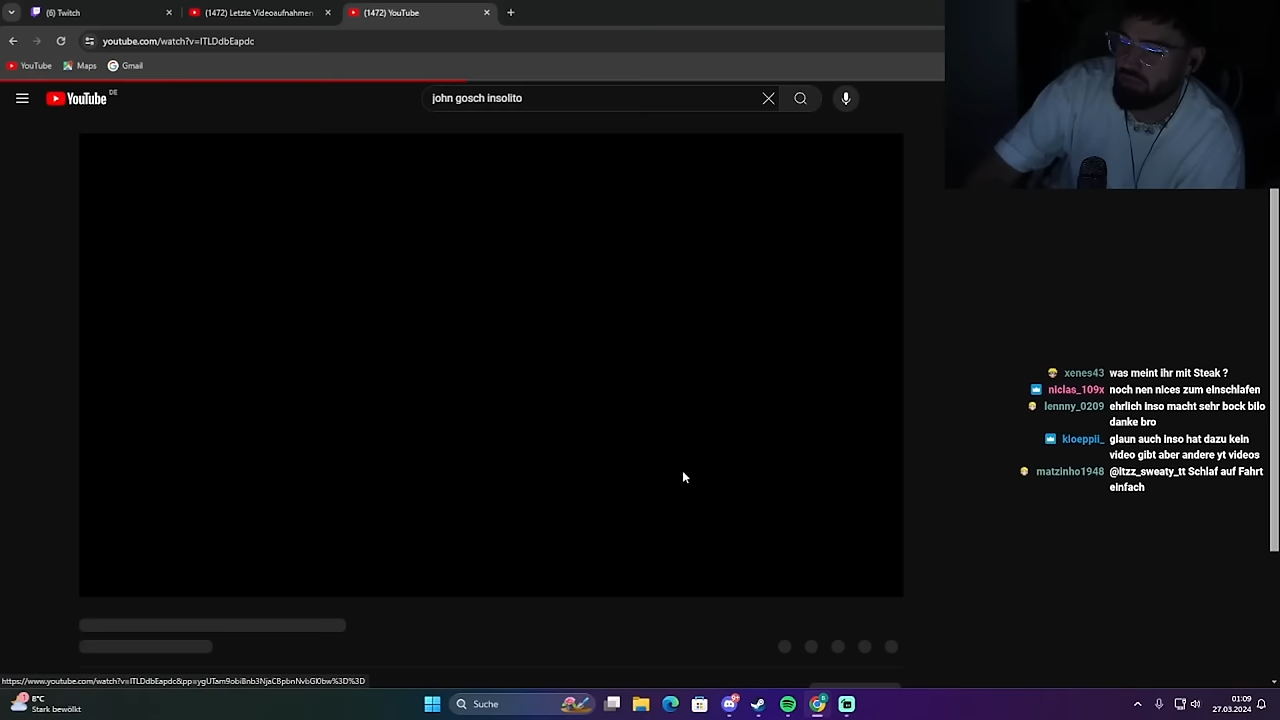 (6) Twitch
(1472) Letzte Videoaufnahmen
(1472) YouTube
youtube.com/watch?v=ITLDdbEapdc
YouTube
Maps
Gmail
YouTube DE
john gosch insolito
xenes43 was meint ihr mit Steak ?
niclas_109x noch nen nices zum einschlafen
lennny_0209 ehrlich inso macht sehr bock bilo
danke bro
kloeppii_ glaun auch inso hat dazu kein
video gibt aber andere yt videos
matzinho1948 @ltzz_sweaty_tt Schlaf auf Fahrt
einfach
8°C
Stark bewölkt
Suche
01:09
27.03.2024